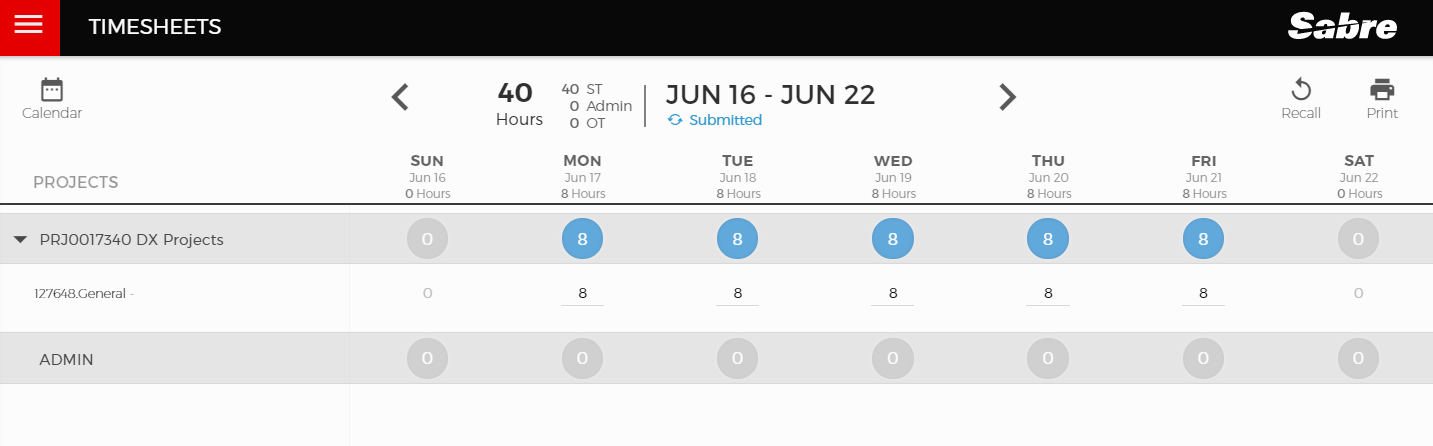 TIMESHEETS
Sabre
Calendar
40
Hours
40 ST
0 Admin
0 OT
JUN 16 - JUN 22
Submitted
Recall
Print
PROJECTS
SUN MON TUE WED THU FRI SAT
Jun 16 Jun 17 Jun 18 Jun 19 Jun 20 Jun 21 Jun 22
0 Hours 8 Hours 8 Hours 8 Hours 8 Hours 8 Hours 0 Hours
PRJ0017340 DX Projects 0 8 8 8 8 8 0
127648.General - 0 8 8 8 8 8 0
ADMIN 0 0 0 0 0 0 0